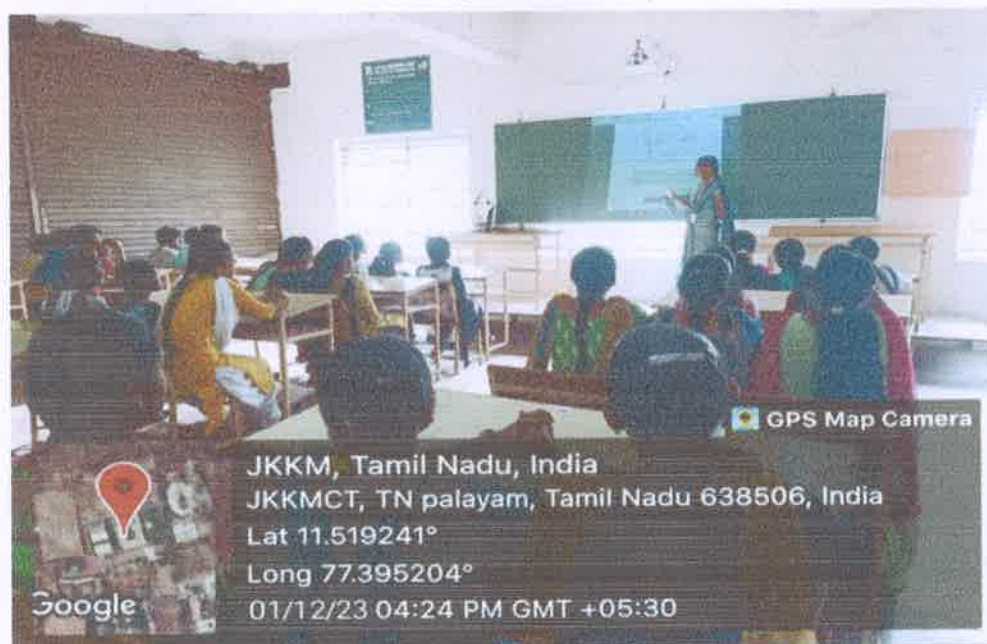 GPS Map Camera
JKKM, Tamil Nadu, India
JKKMCT, TN palayam, Tamil Nadu 638506, India
Lat 11.519241°
Long 77.395204°
01/12/23 04:24 PM GMT +05:30
Google